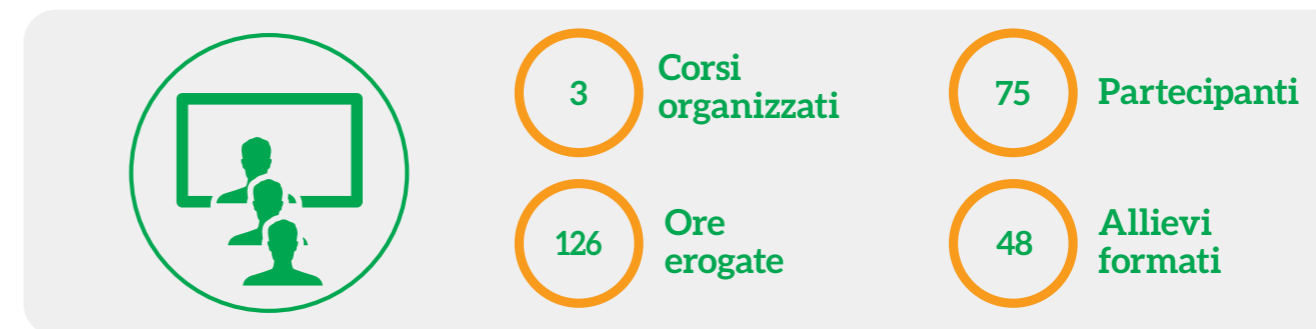 3
Corsi
organizzati
75
Partecipanti
126
Ore
erogate
48
Allievi
formati